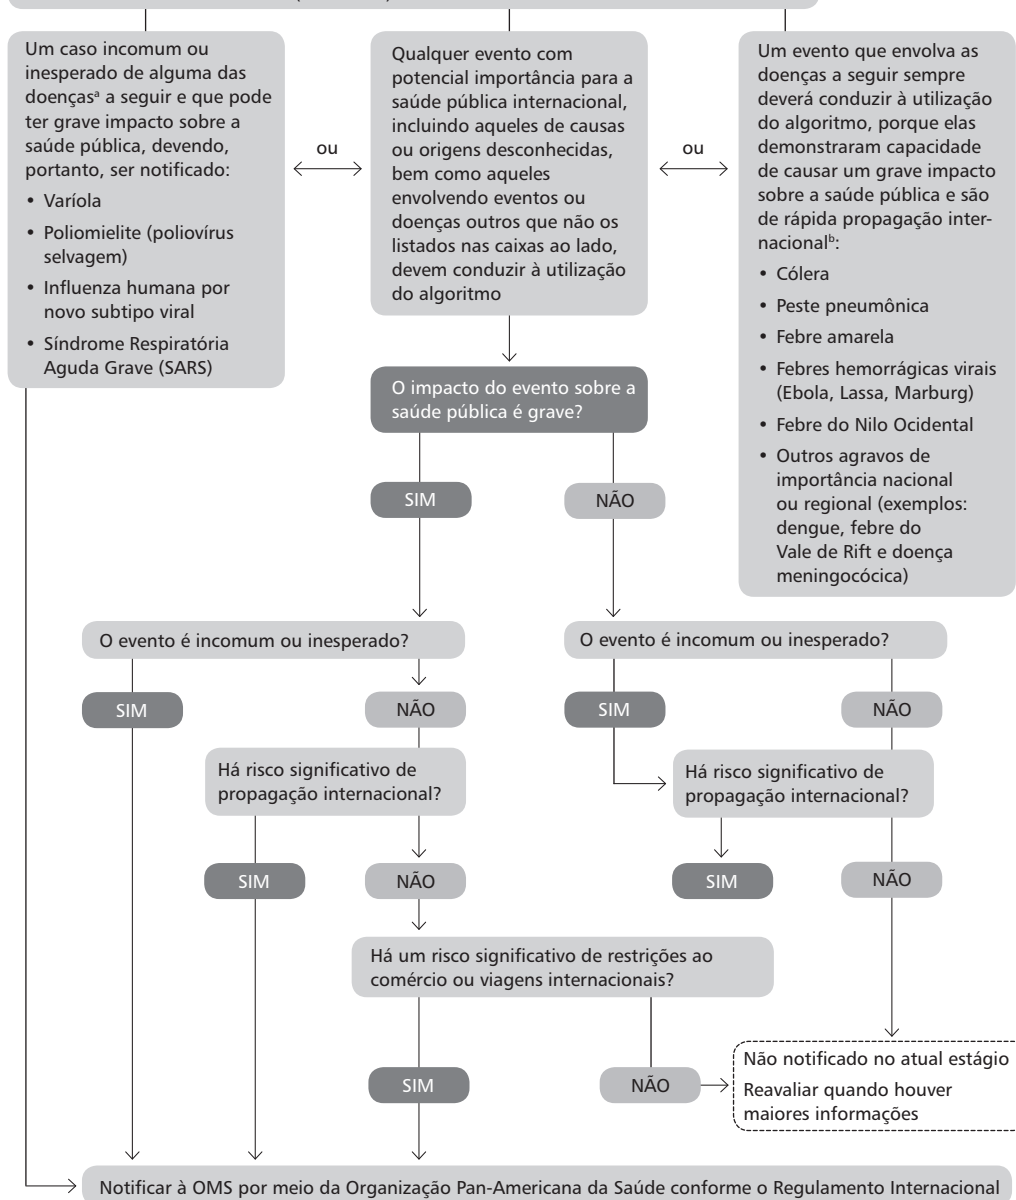 Um caso incomum ou
inesperado de alguma das
doençasᵃ a seguir e que pode
ter grave impacto sobre a
saúde pública, devendo,
portanto, ser notificado:
• Varíola
• Poliomielite (poliovírus
selvagem)
• Influenza humana por
novo subtipo viral
• Síndrome Respiratória
Aguda Grave (SARS)
ou
Qualquer evento com
potencial importância para a
saúde pública internacional,
incluindo aqueles de causas
ou origens desconhecidas,
bem como aqueles
envolvendo eventos ou
doenças outros que não os
listados nas caixas ao lado,
devem conduzir à utilização
do algoritmo
ou
Um evento que envolva as
doenças a seguir sempre
deverá conduzir à utilização
do algoritmo, porque elas
demonstraram capacidade
de causar um grave impacto
sobre a saúde pública e são
de rápida propagação inter-
nacionalᵇ:
• Cólera
• Peste pneumônica
• Febre amarela
• Febres hemorrágicas virais
(Ebola, Lassa, Marburg)
• Febre do Nilo Ocidental
• Outros agravos de
importância nacional
ou regional (exemplos:
dengue, febre do
Vale de Rift e doença
meningocócica)
O impacto do evento sobre a
saúde pública é grave?
SIM
NÃO
O evento é incomum ou inesperado?
O evento é incomum ou inesperado?
SIM
NÃO
SIM
NÃO
Há risco significativo de
propagação internacional?
Há risco significativo de
propagação internacional?
SIM
NÃO
SIM
NÃO
Há um risco significativo de restrições ao
comércio ou viagens internacionais?
SIM
NÃO
Não notificado no atual estágio
Reavaliar quando houver
maiores informações
Notificar à OMS por meio da Organização Pan-Americana da Saúde conforme o Regulamento Internacional